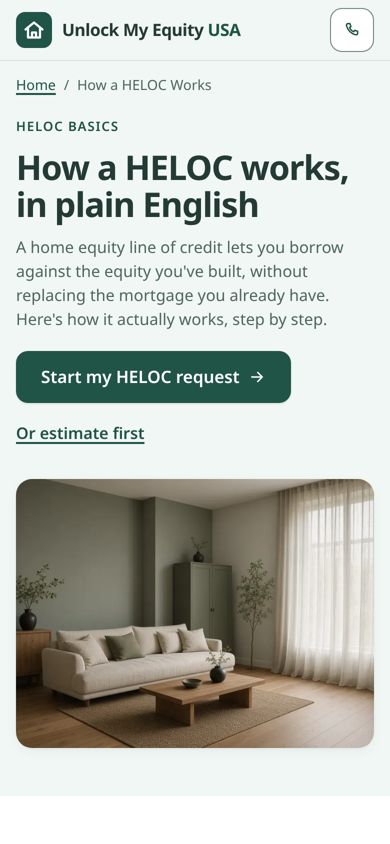 Unlock My Equity USA
Home / How a HELOC Works
HELOC BASICS
How a HELOC works,
in plain English
A home equity line of credit lets you borrow
against the equity you've built, without
replacing the mortgage you already have.
Here's how it actually works, step by step.
Start my HELOC request →
Or estimate first